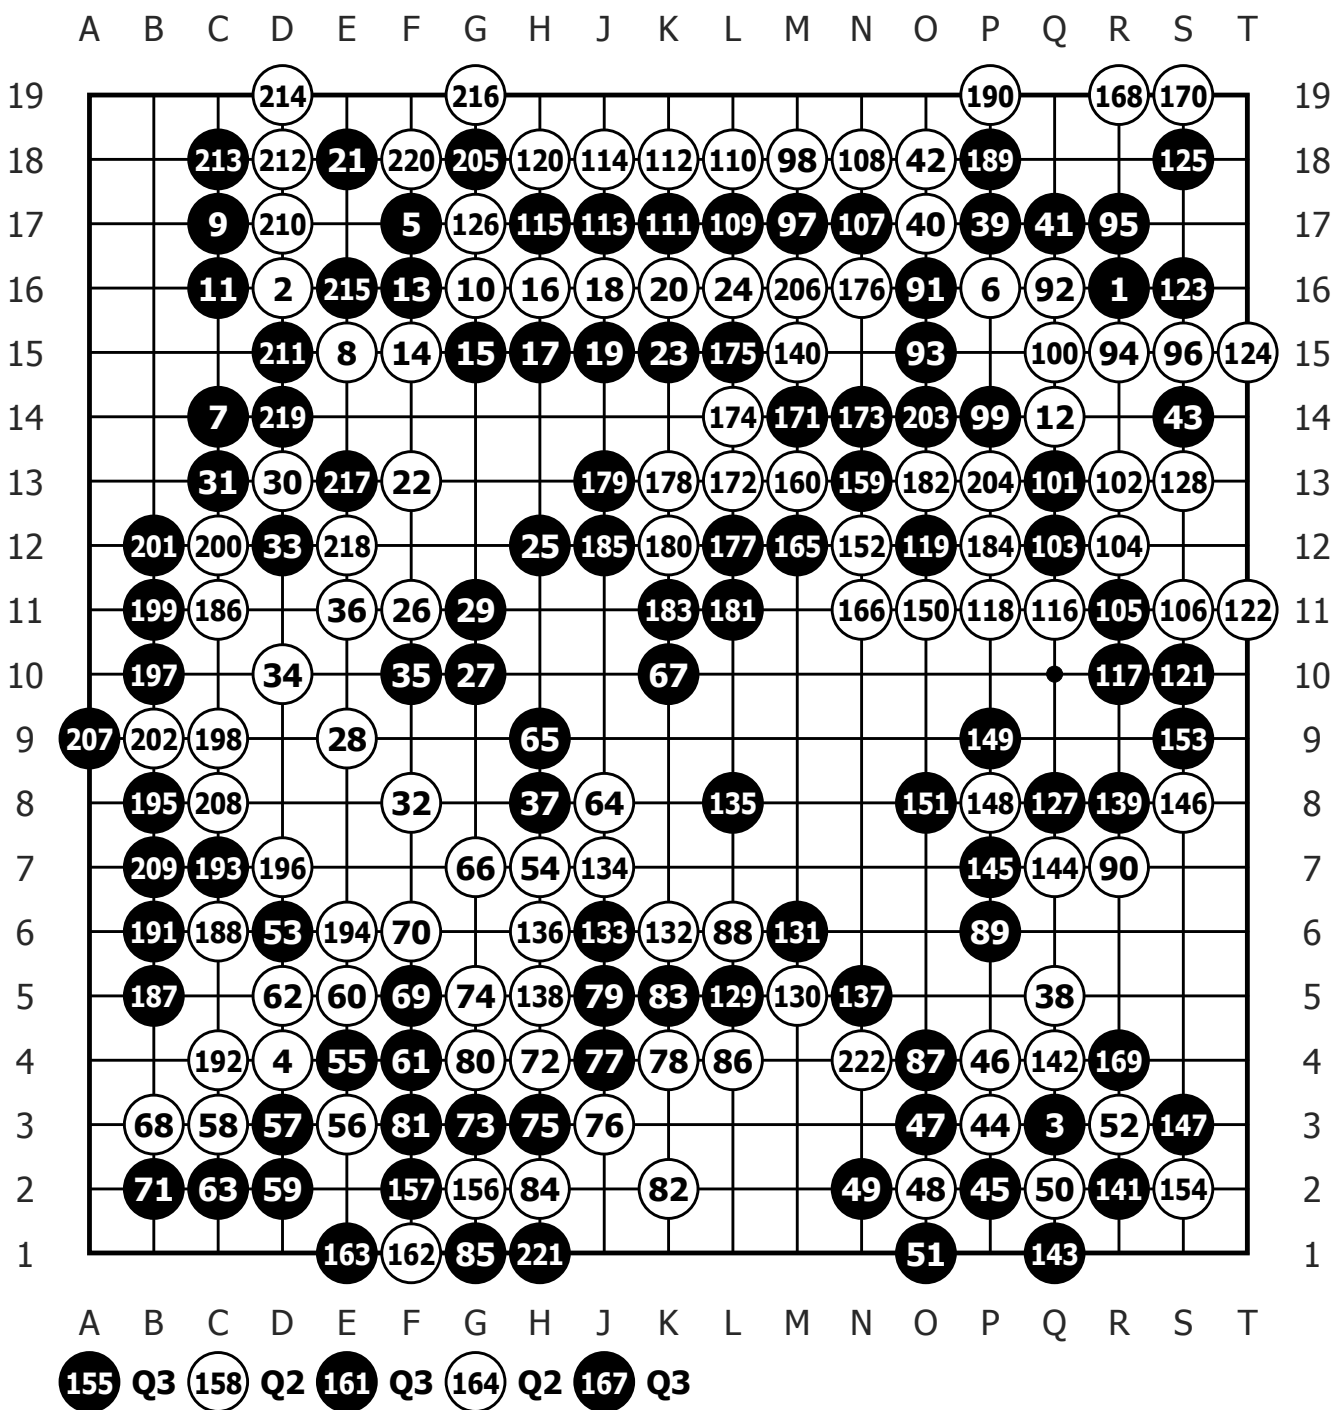 A B C D E F G H J K L M N O P Q R S T
19 214 216 190 168 170 19
18 213 212 21 220 205 120 114 112 110 98 108 42 189 125 18
17 9 210 5 126 115 113 111 109 97 107 40 39 41 95 17
16 11 2 215 13 10 16 18 20 24 206 176 91 6 92 1 123 16
15 211 8 14 15 17 19 23 175 140 93 100 94 96 124 15
14 7 219 174 171 173 203 99 12 43 14
13 31 30 217 22 179 178 172 160 159 182 204 101 102 128 13
12 201 200 33 218 25 185 180 177 165 152 119 184 103 104 12
11 199 186 36 26 29 183 181 166 150 118 116 105 106 122 11
10 197 34 35 27 67 117 121 10
9 207 202 198 28 65 149 153 9
8 195 208 32 37 64 135 151 148 127 139 146 8
7 209 193 196 66 54 134 145 144 90 7
6 191 188 53 194 70 136 133 132 88 131 89 6
5 187 62 60 69 74 138 79 83 129 130 137 38 5
4 192 4 55 61 80 72 77 78 86 222 87 46 142 169 4
3 68 58 57 56 81 73 75 76 47 44 3 52 147 3
2 71 63 59 157 156 84 82 49 48 45 50 141 154 2
1 163 162 85 221 51 143 1
A B C D E F G H J K L M N O P Q R S T
155 Q3 158 Q2 161 Q3 164 Q2 167 Q3